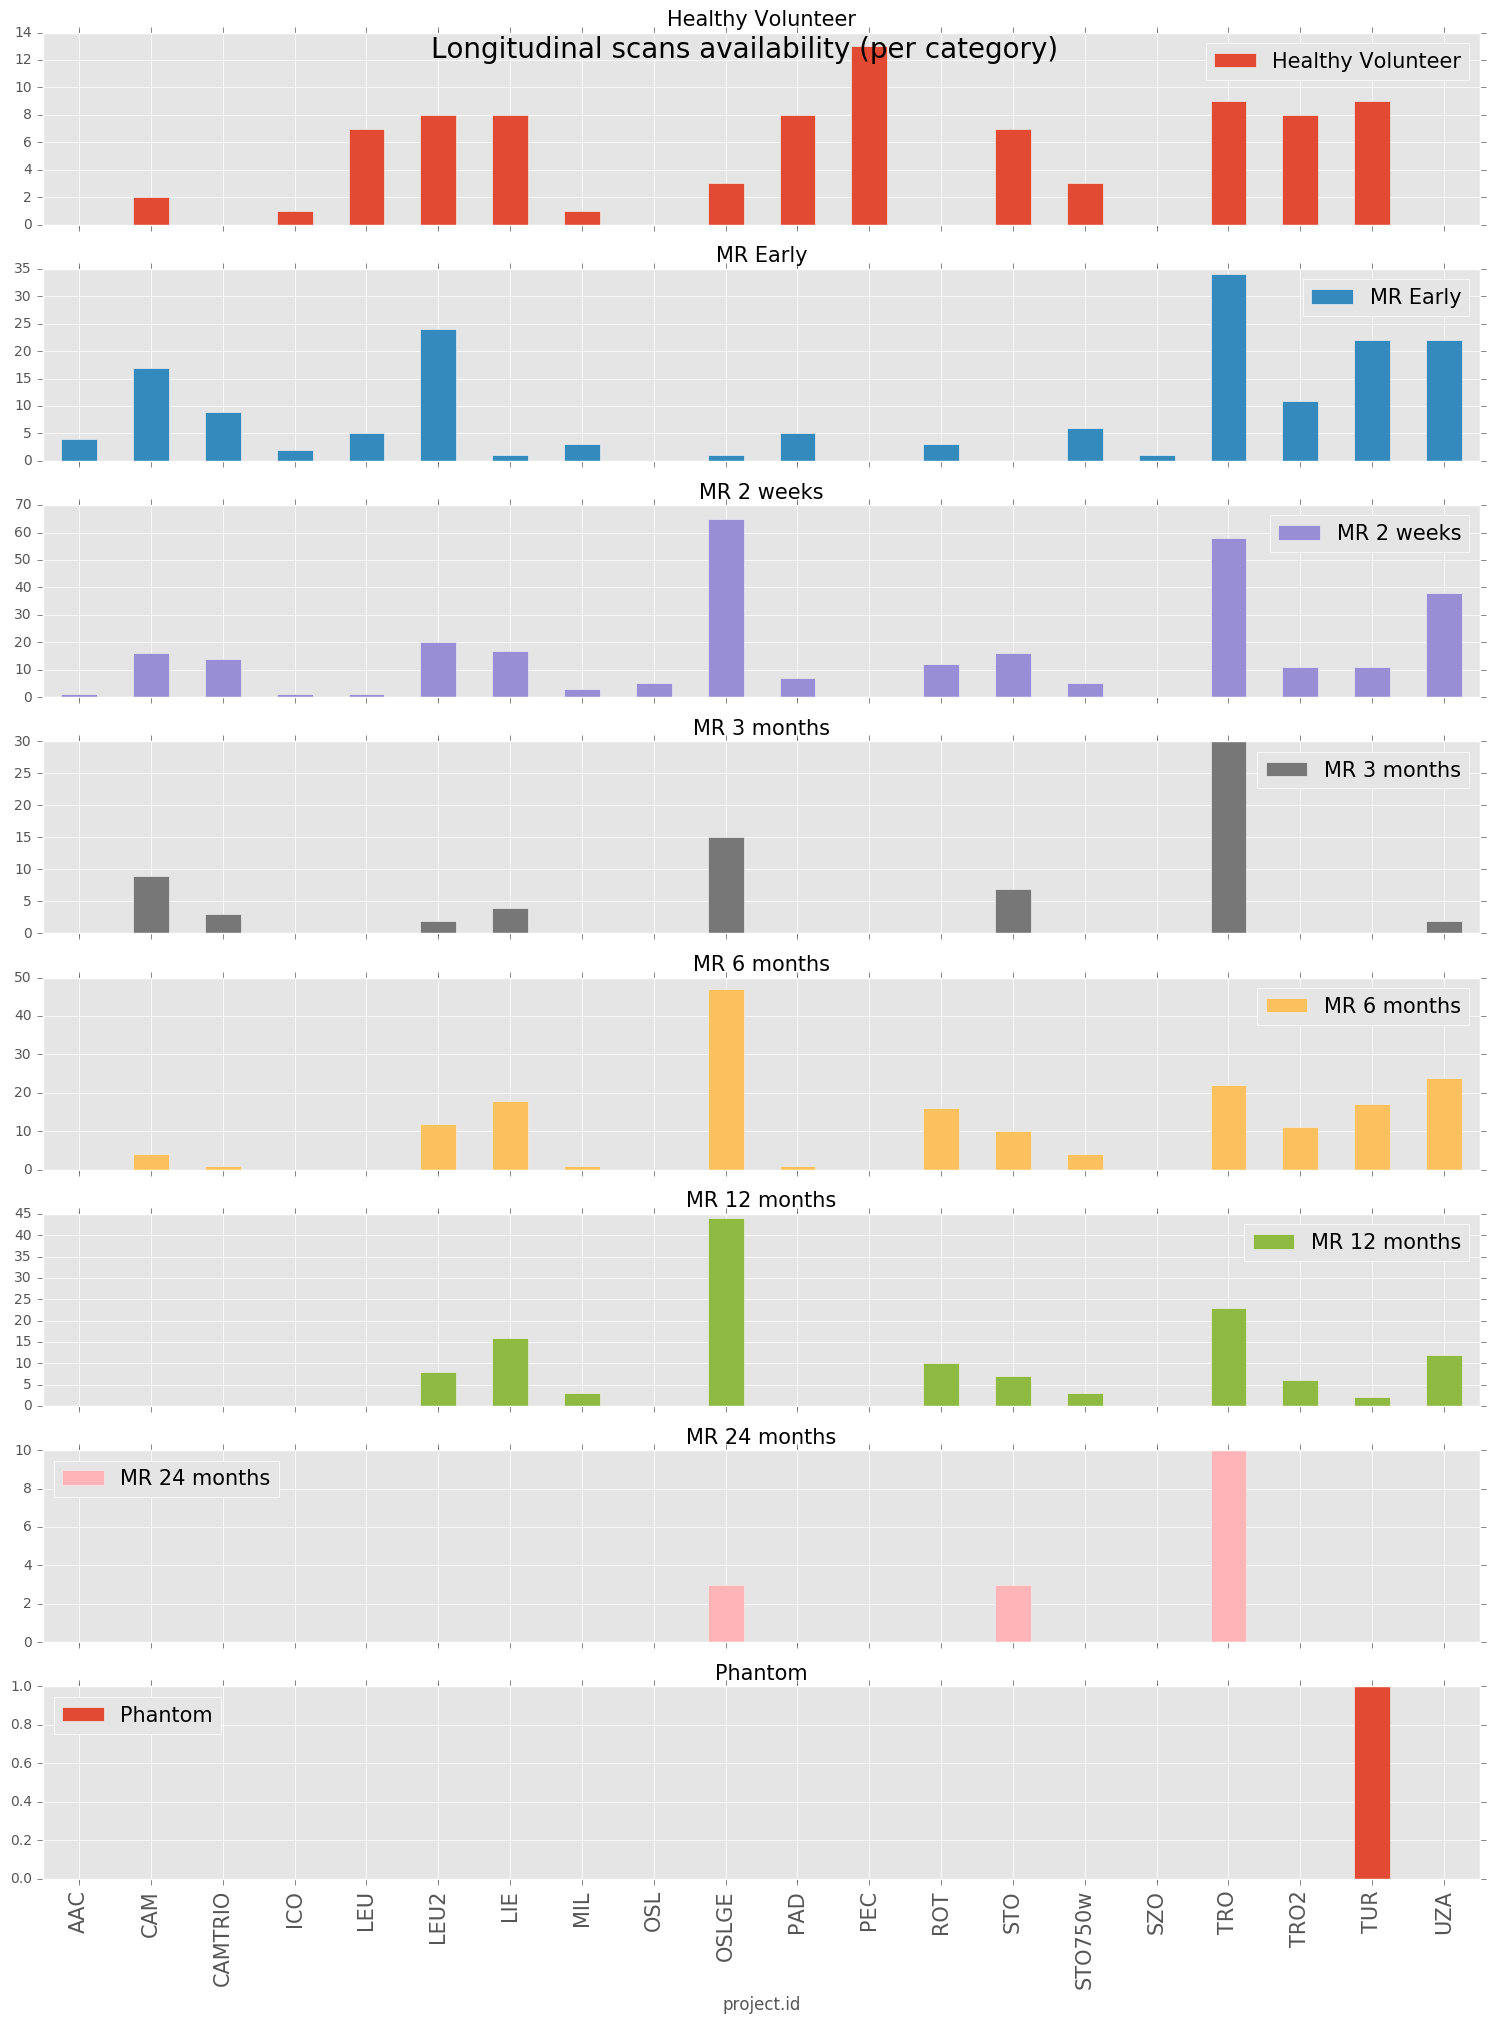 Healthy Volunteer
Longitudinal scans availability (per category)
14
12
10
8
6
4
2
0
Healthy Volunteer
MR Early
35
30
25
20
15
10
5
0
MR Early
MR 2 weeks
70
60
50
40
30
20
10
0
MR 2 weeks
MR 3 months
30
25
20
15
10
5
0
MR 3 months
MR 6 months
50
40
30
20
10
0
MR 6 months
MR 12 months
45
40
35
30
25
20
15
10
5
0
MR 12 months
MR 24 months
10
8
6
4
2
0
MR 24 months
Phantom
1.0
0.8
0.6
0.4
0.2
0.0
Phantom
AAC
CAM
CAMTRIO
ICO
LEU
LEU2
LIE
MIL
OSL
OSLGE
PAD
PEC
ROT
STO
STO750w
SZO
TRO
TRO2
TUR
UZA
project.id